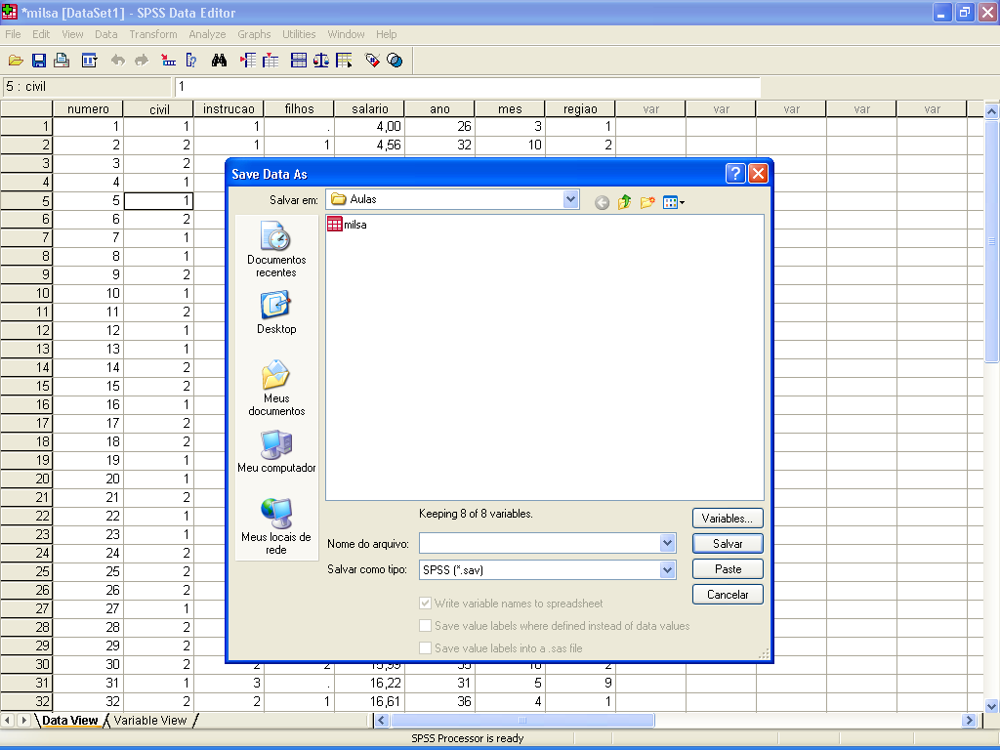 *milsa [DataSet1] - SPSS Data Editor
File Edit View Data Transform Analyze Graphs Utilities Window Help
5 : civil 1
numero civil instrucao filhos salario ano mes regiao var var var var var
1 1 1 1 . 4,00 26 3 1
2 2 2 1 1 4,56 32 10 2
3 3 2
4 4 1
5 5 1
6 6 2
7 7 1
8 8 1
9 9 2
10 10 1
11 11 2
12 12 1
13 13 1
14 14 2
15 15 2
16 16 1
17 17 2
18 18 2
19 19 1
20 20 1
21 21 2
22 22 1
23 23 1
24 24 2
25 25 2
26 26 2
27 27 1
28 28 2
29 29 2
30 30 2 2 2 15,99 35 10 2
31 31 1 3 . 16,22 31 5 9
32 32 2 2 1 16,61 36 4 1
Save Data As
Salvar em: Aulas
milsa
Documentos
recentes
Desktop
Meus
documentos
Meu computador
Meus locais de
rede
Keeping 8 of 8 variables.
Variables...
Nome do arquivo:
Salvar
Salvar como tipo: SPSS (*.sav)
Paste
Cancelar
Write variable names to spreadsheet
Save value labels where defined instead of data values
Save value labels into a .sas file
Data View Variable View
SPSS Processor is ready